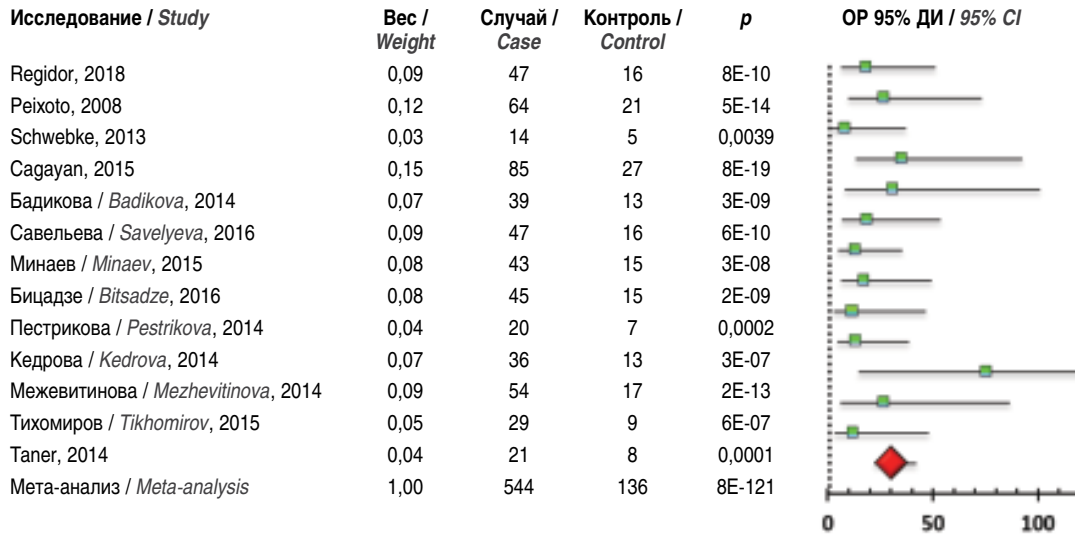 Исследование / Study Вес / Случай / Контроль / p ОР 95% ДИ / 95% CI
Weight Case Control
Regidor, 2018 0,09 47 16 8E-10
Peixoto, 2008 0,12 64 21 5E-14
Schwebke, 2013 0,03 14 5 0,0039
Cagayan, 2015 0,15 85 27 8E-19
Бадикова / Badikova, 2014 0,07 39 13 3E-09
Савельева / Savelyeva, 2016 0,09 47 16 6E-10
Минаев / Minaev, 2015 0,08 43 15 3E-08
Бицадзе / Bitsadze, 2016 0,08 45 15 2E-09
Пестрикова / Pestrikova, 2014 0,04 20 7 0,0002
Кедрова / Kedrova, 2014 0,07 36 13 3E-07
Межевитинова / Mezhevitinova, 2014 0,09 54 17 2E-13
Тихомиров / Tikhomirov, 2015 0,05 29 9 6E-07
Taner, 2014 0,04 21 8 0,0001
Мета-анализ / Meta-analysis 1,00 544 136 8E-121
0 50 100